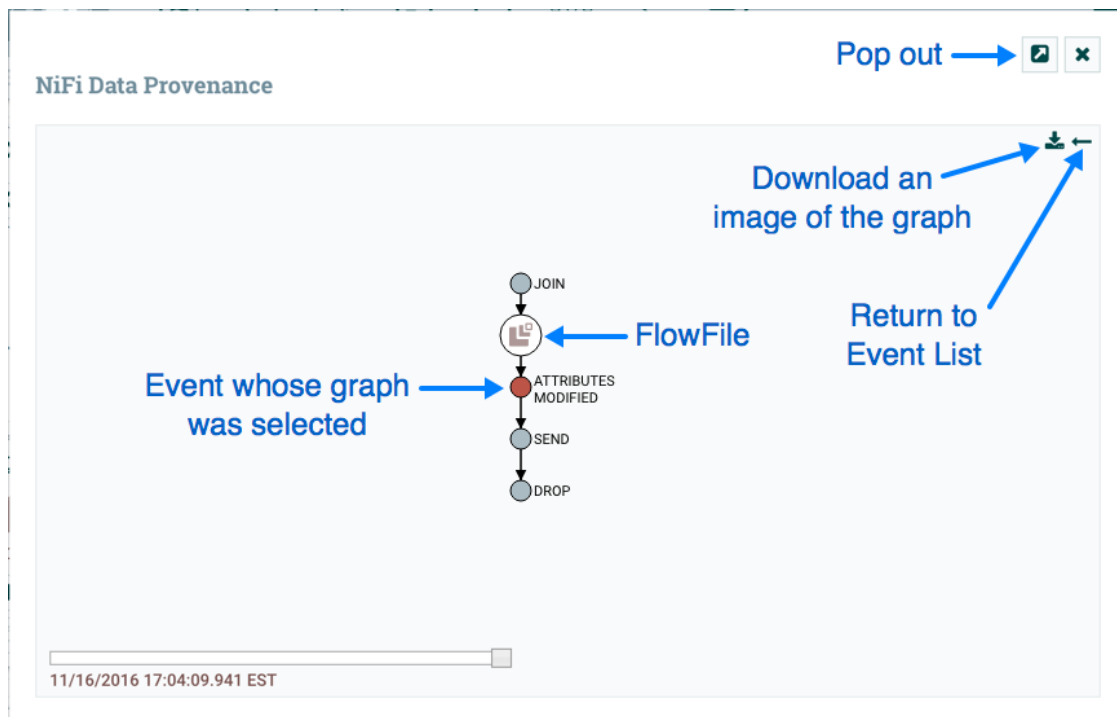 Pop out
NiFi Data Provenance
Download an
image of the graph
JOIN
FlowFile
Return to
Event List
Event whose graph
was selected
ATTRIBUTES
MODIFIED
SEND
DROP
11/16/2016 17:04:09.941 EST